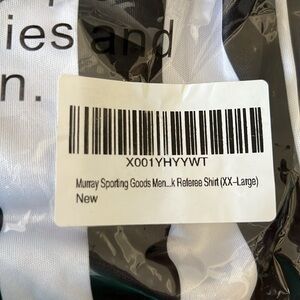 ies and
n.
X001YHYYWT
Murray Sporting Goods Men...k Referee Shirt (XX-Large)
New